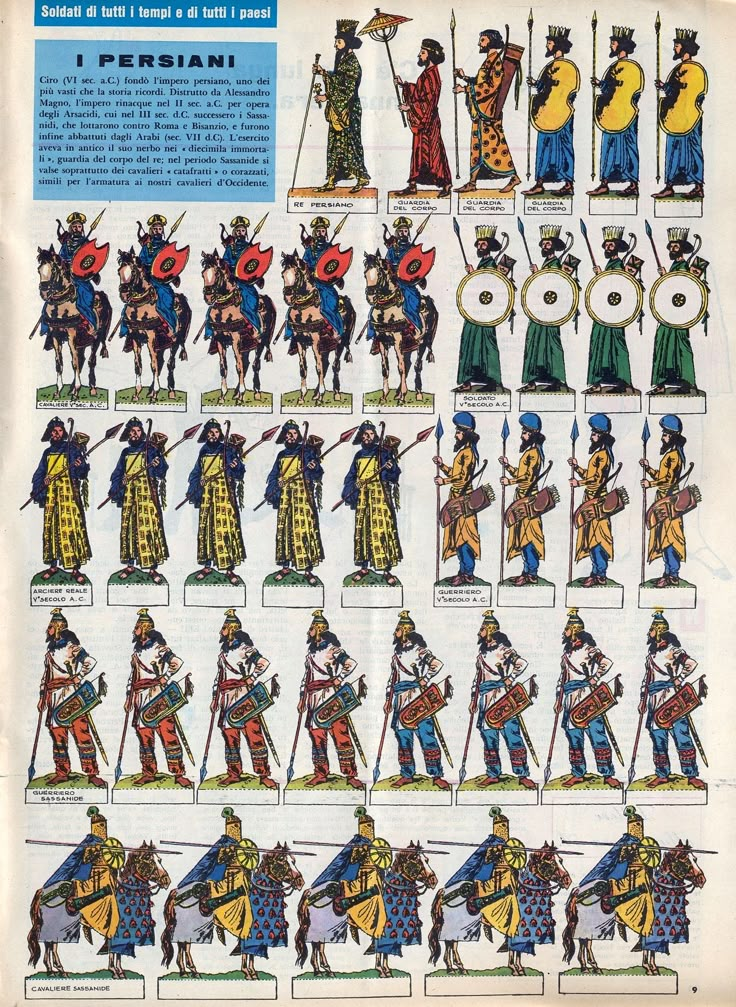 Soldati di tutti i tempi e di tutti i paesi
I PERSIANI
Ciro (VI sec. a.C.) fondò l'impero persiano, uno dei
più vasti che la storia ricordi. Distrutto da Alessandro
Magno, l'impero rinacque nel II sec. a.C. per opera
degli Arsacidi, cui nel III sec. d.C. successero i Sassa-
nidi, che lottarono contro Roma e Bisanzio, e furono
infine abbattuti dagli Arabi (sec. VII d.C). L'esercito
aveva in antico il suo nerbo nei « diecimila immorta-
li », guardia del corpo del re; nel periodo Sassanide si
valse soprattutto dei cavalieri « catafratti » o corazzati,
simili per l'armatura ai nostri cavalieri d'Occidente.
RE PERSIANO
GUARDIA
DEL CORPO
GUARDIA
DEL CORPO
GUARDIA
DEL CORPO
CAVALIERE V° SEC. A.C.
SOLDATO
V° SECOLO A.C.
ARCIERE REALE
V° SECOLO A.C.
GUERRIERO
V° SECOLO A.C.
GUERRIERO
SASSANIDE
CAVALIERE SASSANIDE
9